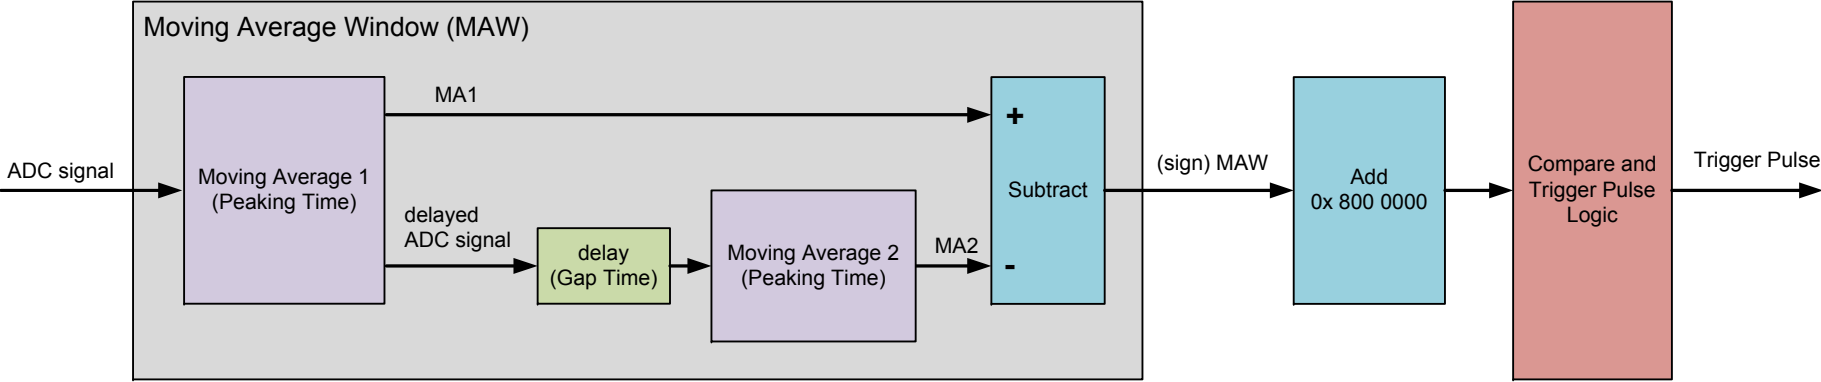 Moving Average Window (MAW)
ADC signal
Moving Average 1
(Peaking Time)
MA1
delayed
ADC signal
delay
(Gap Time)
Moving Average 2
(Peaking Time)
MA2
+
Subtract
-
(sign) MAW
Add
0x 800 0000
Compare and
Trigger Pulse
Logic
Trigger Pulse